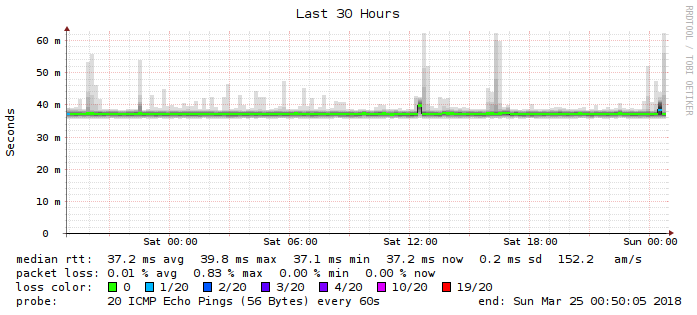 Last 30 Hours
RRDTOOL / TOBI OETIKER
Seconds
60 m
50 m
40 m
30 m
20 m
10 m
0
Sat 00:00 Sat 06:00 Sat 12:00 Sat 18:00 Sun 00:00
median rtt: 37.2 ms avg 39.8 ms max 37.1 ms min 37.2 ms now 0.2 ms sd 152.2 am/s
packet loss: 0.01 % avg 0.83 % max 0.00 % min 0.00 % now
loss color: 0 1/20 2/20 3/20 4/20 10/20 19/20
probe: 20 ICMP Echo Pings (56 Bytes) every 60s end: Sun Mar 25 00:50:05 2018